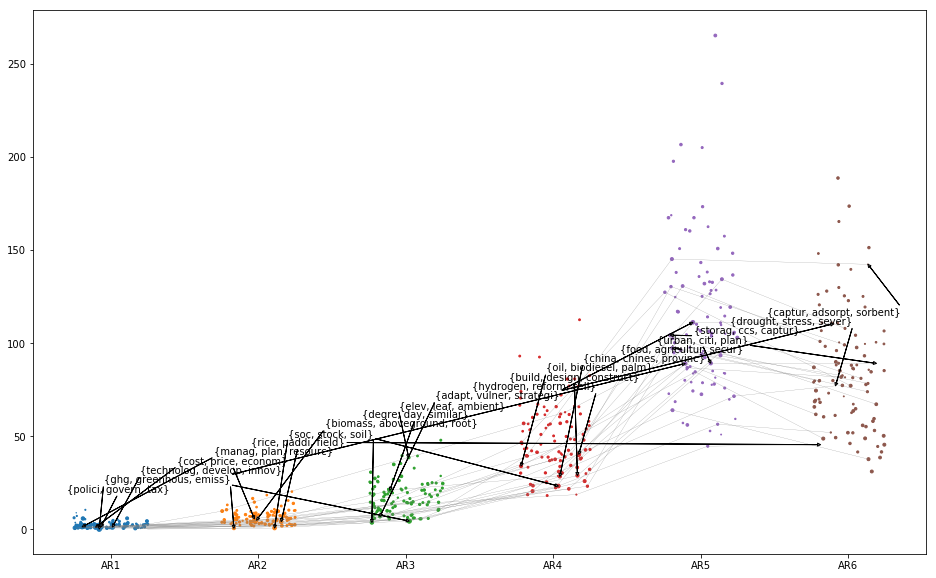 250
200
150
100
50
0
{captur, adsorpt, sorbent}
{drought, stress, sever}
{storag, ccs, captur}
{urban, citi, plan}
{food, agricultur, secur}
{china, chines, provinc}
{oil, biodiesel, palm}
{build, design, construct}
{hydrogen, reform, cell}
{adapt, vulner, strategi}
{elev, leaf, ambient}
{degre, day, similar}
{biomass, aboveground, root}
{soc, stock, soil}
{rice, paddi, field}
{manag, plan, resourc}
{cost, price, econom}
{technolog, develop, innov}
{ghg, greenhous, emiss}
{polici, govern, tax}
AR1 AR2 AR3 AR4 AR5 AR6